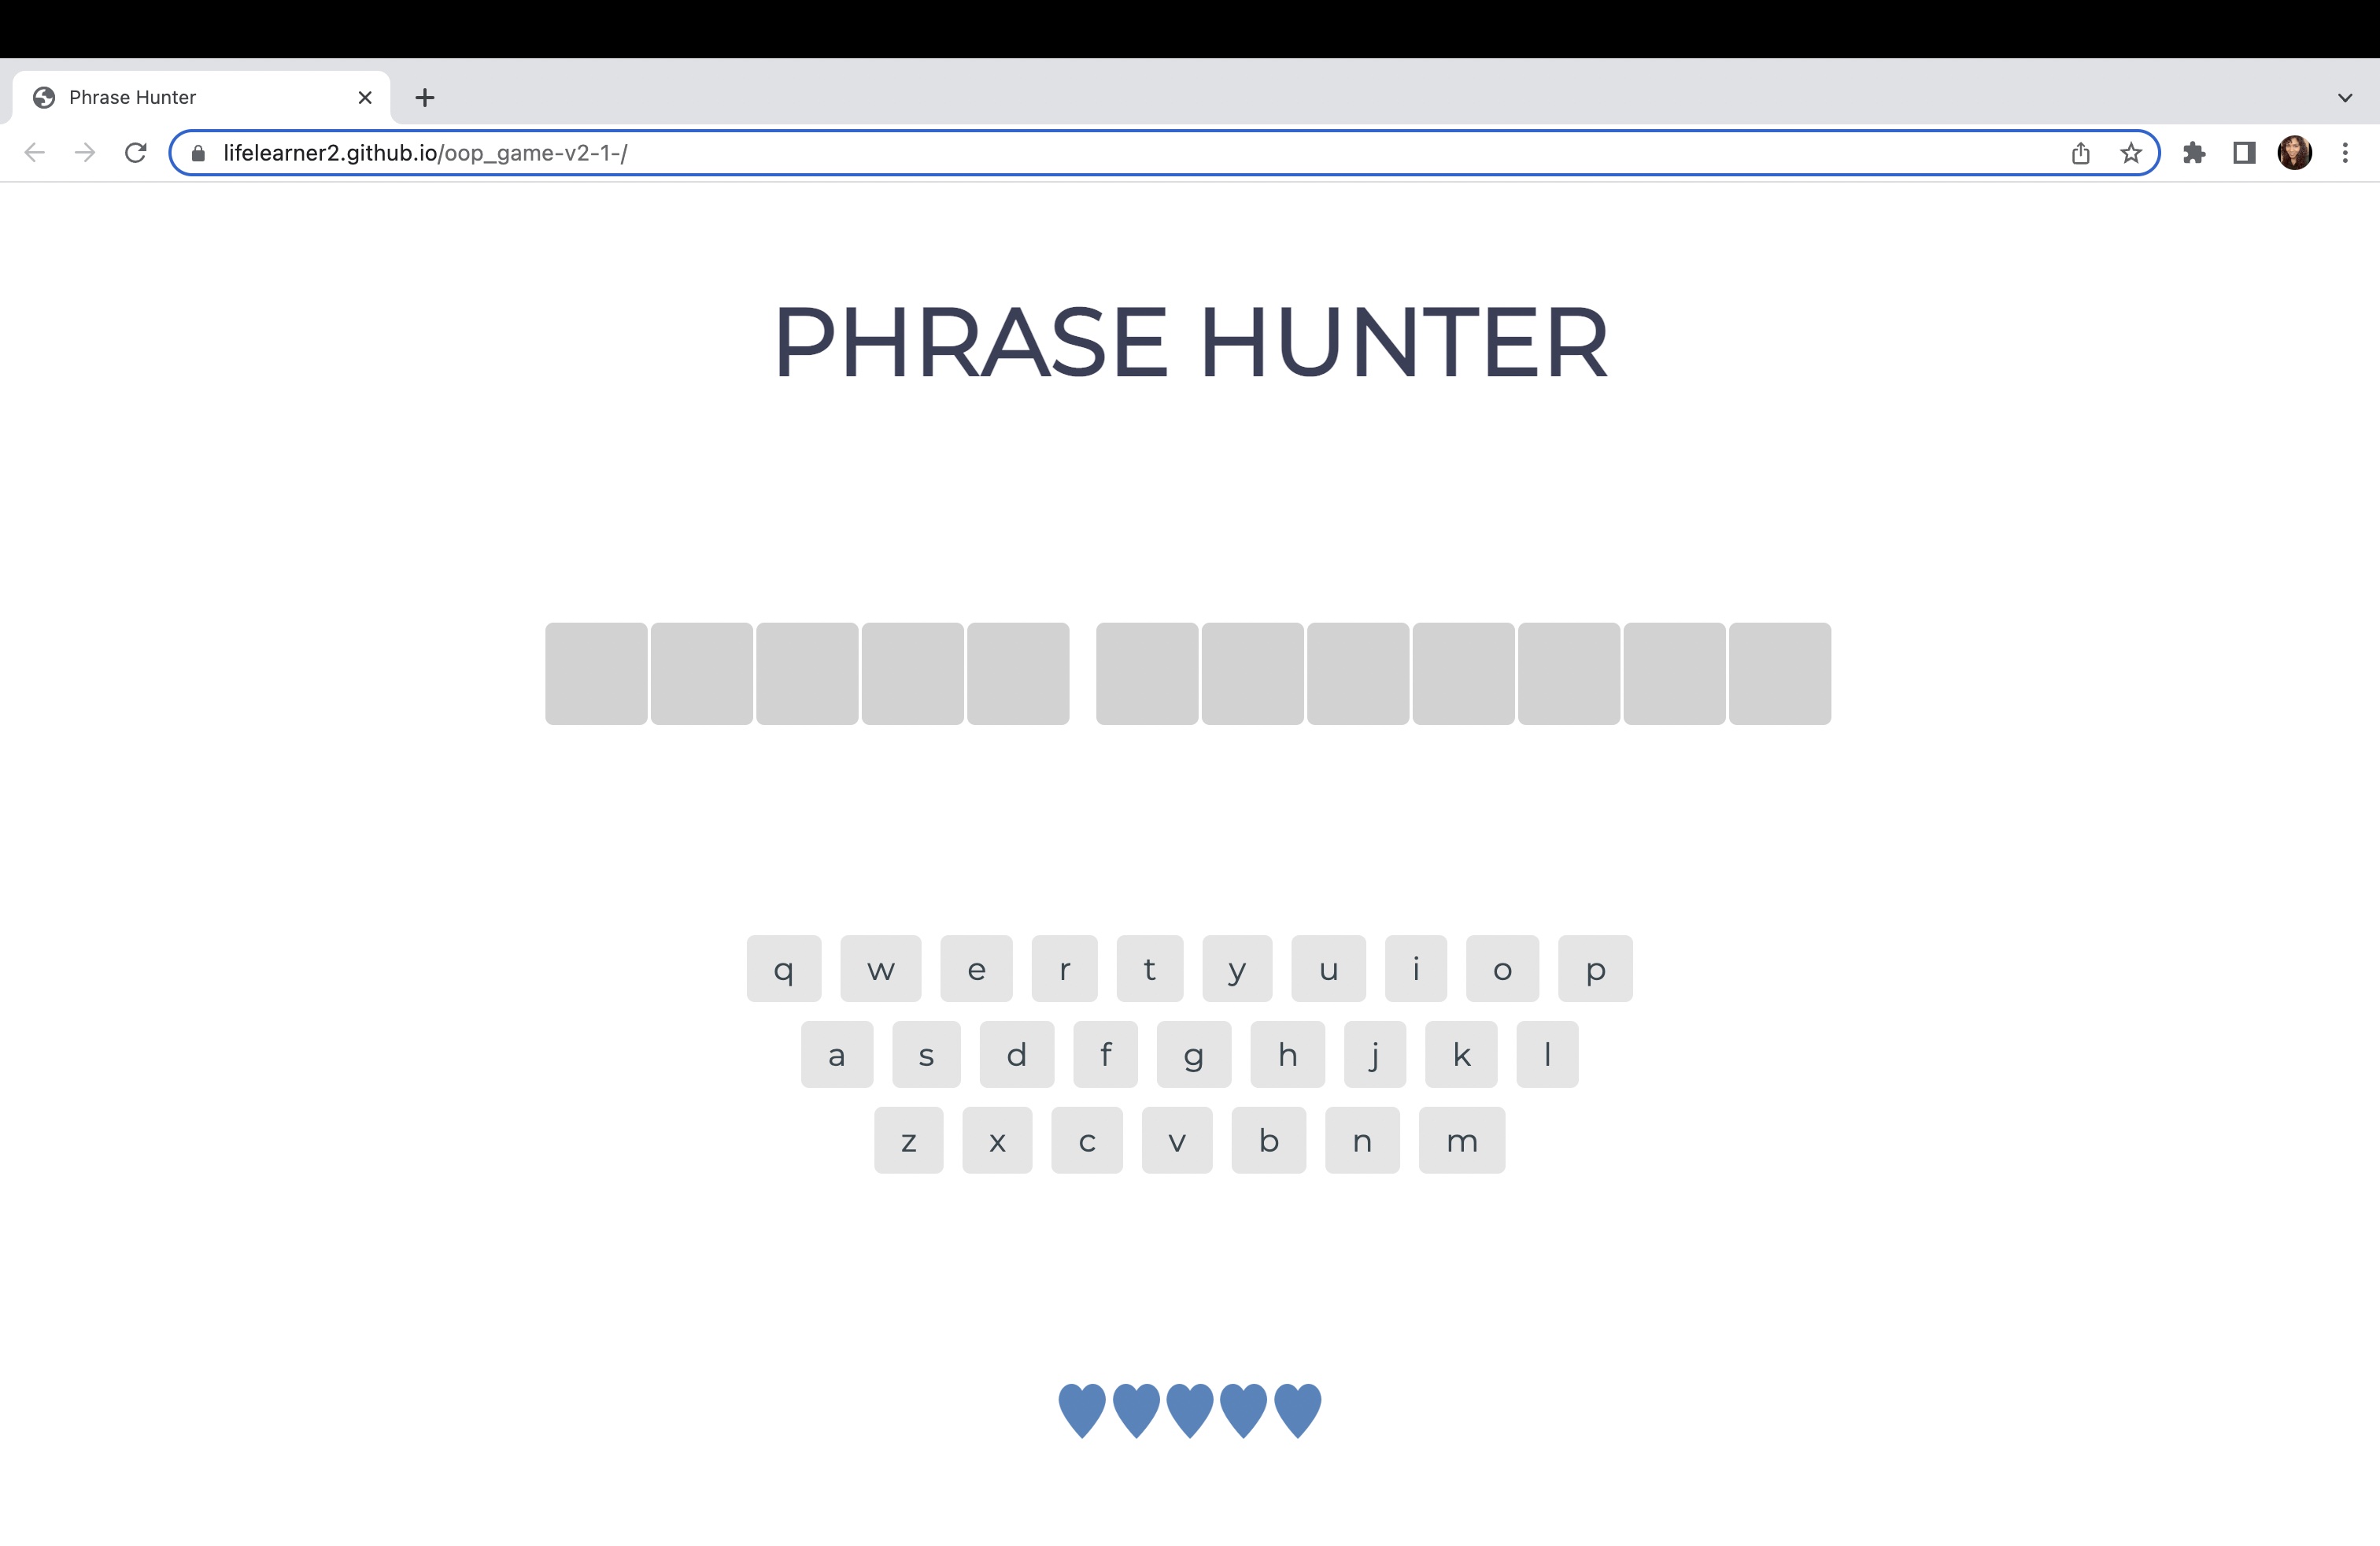 Phrase Hunter
lifelearner2.github.io/oop_game-v2-1-/
PHRASE HUNTER
q w e r t y u i o p
a s d f g h j k l
z x c v b n m